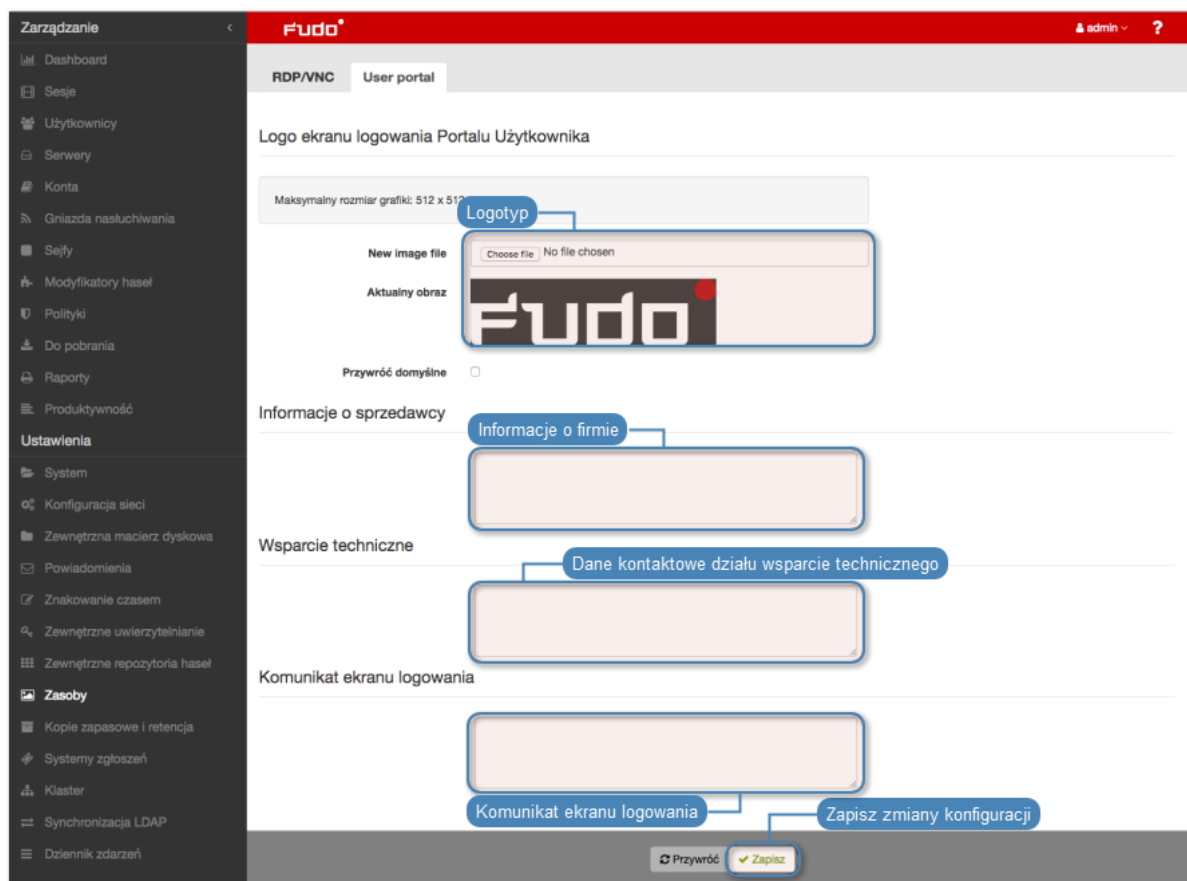 Zarządzanie
Dashboard
Sesje
Użytkownicy
Serwery
Konta
Gniazda nasłuchiwania
Sejfy
Modyfikatory haseł
Polityki
Do pobrania
Raporty
Produktywność
Ustawienia
System
Konfiguracja sieci
Zewnętrzna macierz dyskowa
Powiadomienia
Znakowanie czasem
Zewnętrzne uwierzytelnianie
Zewnętrzne repozytoria haseł
Zasoby
Kopie zapasowe i retencja
Systemy zgłoszeń
Klaster
Synchronizacja LDAP
Dziennik zdarzeń
FUDO
admin ?
RDP/VNC User portal
Logo ekranu logowania Portalu Użytkownika
Maksymalny rozmiar grafiki: 512 x 512
Logotyp
New image file Choose file No file chosen
Aktualny obraz FUDO
Przywróć domyślne
Informacje o sprzedawcy
Informacje o firmie
Wsparcie techniczne
Dane kontaktowe działu wsparcie technicznego
Komunikat ekranu logowania
Komunikat ekranu logowania
Zapisz zmiany konfiguracji
Przywróć Zapisz